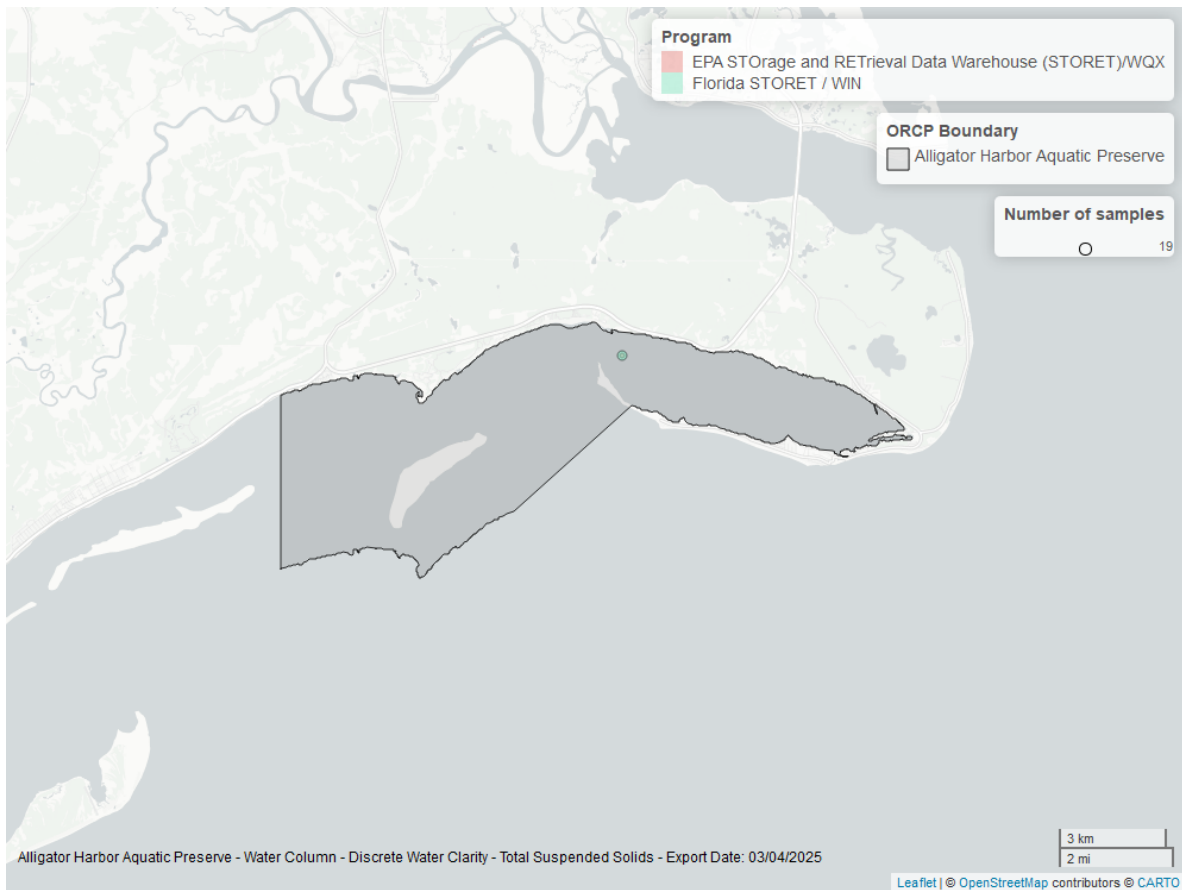 Program
EPA STOrage and RETrieval Data Warehouse (STORET)/WQX
Florida STORET / WIN
ORCP Boundary
Alligator Harbor Aquatic Preserve
Number of samples
19
3 km
2 mi
Alligator Harbor Aquatic Preserve - Water Column - Discrete Water Clarity - Total Suspended Solids - Export Date: 03/04/2025
Leaflet | © OpenStreetMap contributors © CARTO